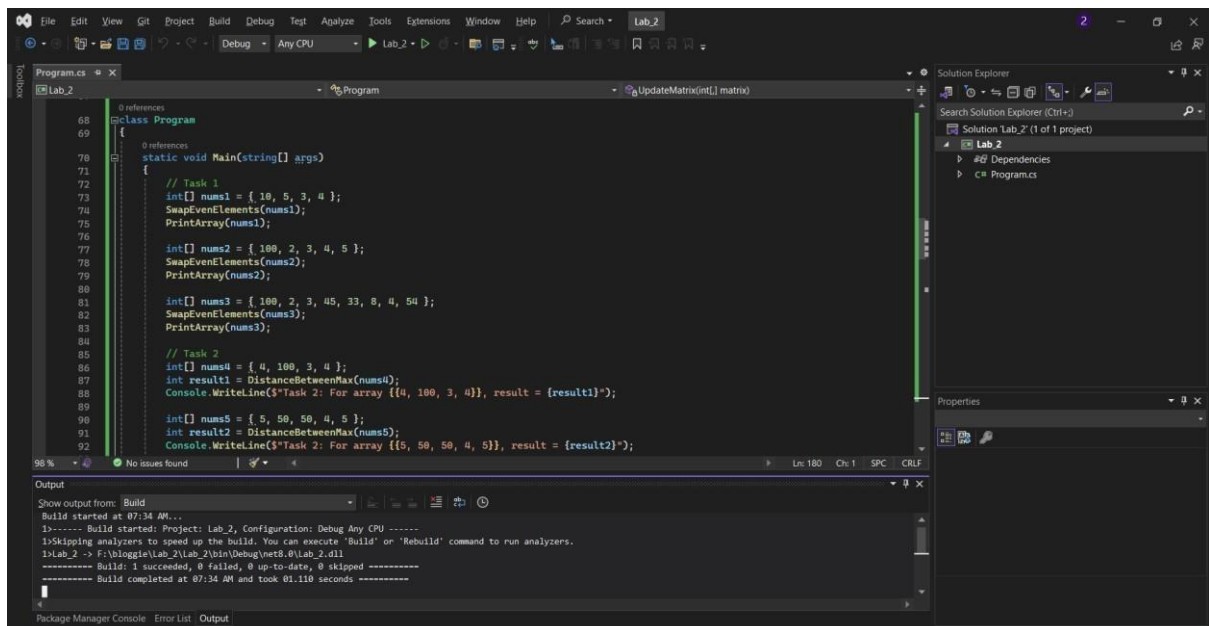 File Edit View Git Project Build Debug Test Analyze Tools Extensions Window Help Search Lab_2 2
Debug Any CPU Lab_2
Toolbox
Program.cs
Lab_2 Program UpdateMatrix(int[,] matrix)
0 references
68 class Program
69 {
0 references
70 static void Main(string[] args)
71 {
72 // Task 1
73 int[] nums1 = { 10, 5, 3, 4 };
74 SwapEvenElements(nums1);
75 PrintArray(nums1);
76
77 int[] nums2 = { 100, 2, 3, 4, 5 };
78 SwapEvenElements(nums2);
79 PrintArray(nums2);
80
81 int[] nums3 = { 100, 2, 3, 45, 33, 8, 4, 54 };
82 SwapEvenElements(nums3);
83 PrintArray(nums3);
84
85 // Task 2
86 int[] nums4 = { 4, 100, 3, 4 };
87 int result1 = DistanceBetweenMax(nums4);
88 Console.WriteLine($"Task 2: For array {{4, 100, 3, 4}}, result = {result1}");
89
90 int[] nums5 = { 5, 50, 50, 4, 5 };
91 int result2 = DistanceBetweenMax(nums5);
92 Console.WriteLine($"Task 2: For array {{5, 50, 50, 4, 5}}, result = {result2}");
98 % No issues found Ln: 180 Ch: 1 SPC CRLF
Output
Show output from: Build
Build started at 07:34 AM...
1>------ Build started: Project: Lab_2, Configuration: Debug Any CPU ------
1>Skipping analyzers to speed up the build. You can execute 'Build' or 'Rebuild' command to run analyzers.
1>Lab_2 -> F:\bloggie\Lab_2\Lab_2\bin\Debug\net8.0\Lab_2.dll
========== Build: 1 succeeded, 0 failed, 0 up-to-date, 0 skipped ==========
========== Build completed at 07:34 AM and took 01.110 seconds ==========
Package Manager Console Error List Output
Solution Explorer
Search Solution Explorer (Ctrl+;)
Solution 'Lab_2' (1 of 1 project)
Lab_2
Dependencies
C# Program.cs
Properties